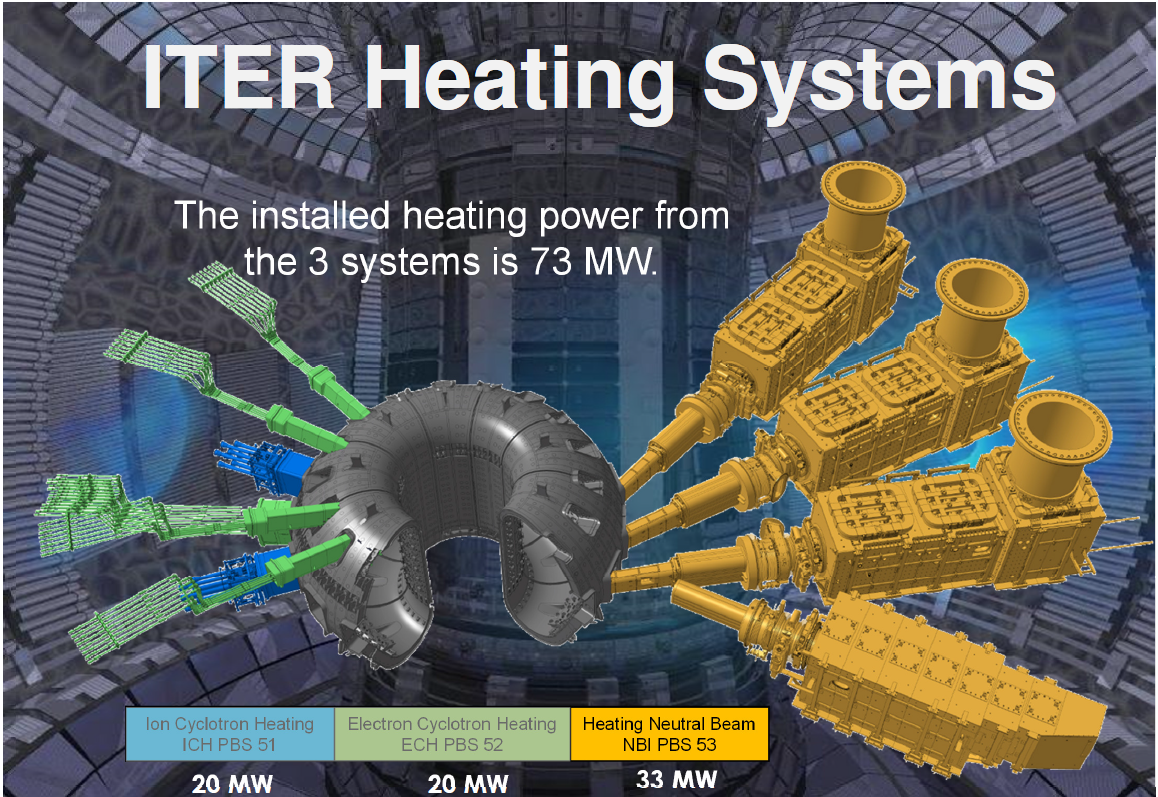 ITER Heating Systems
The installed heating power from
the 3 systems is 73 MW.
Ion Cyclotron Heating
ICH PBS 51
Electron Cyclotron Heating
ECH PBS 52
Heating Neutral Beam
NBI PBS 53
20 MW
20 MW
33 MW